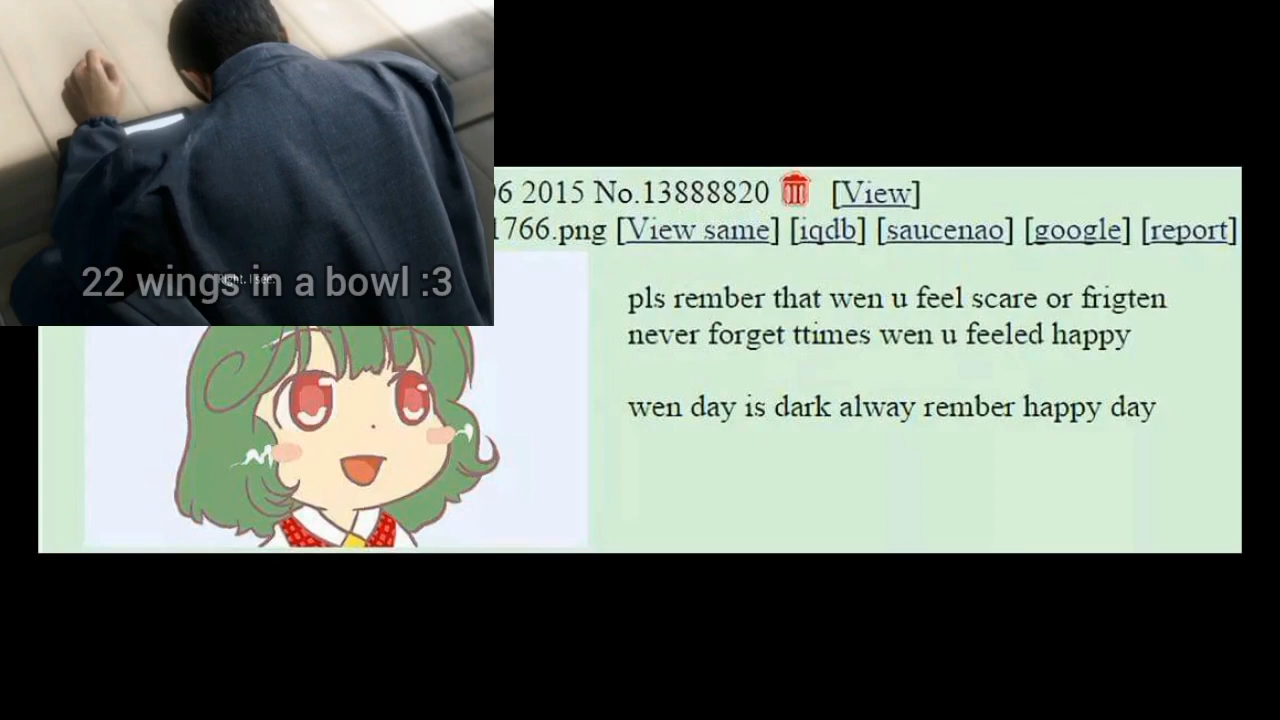 Right. I see.
22 wings in a bowl :3
06 2015 No.13888820 [View]
1766.png [View same] [iqdb] [saucenao] [google] [report]
pls rember that wen u feel scare or frigten
never forget ttimes wen u feeled happy
wen day is dark alway rember happy day